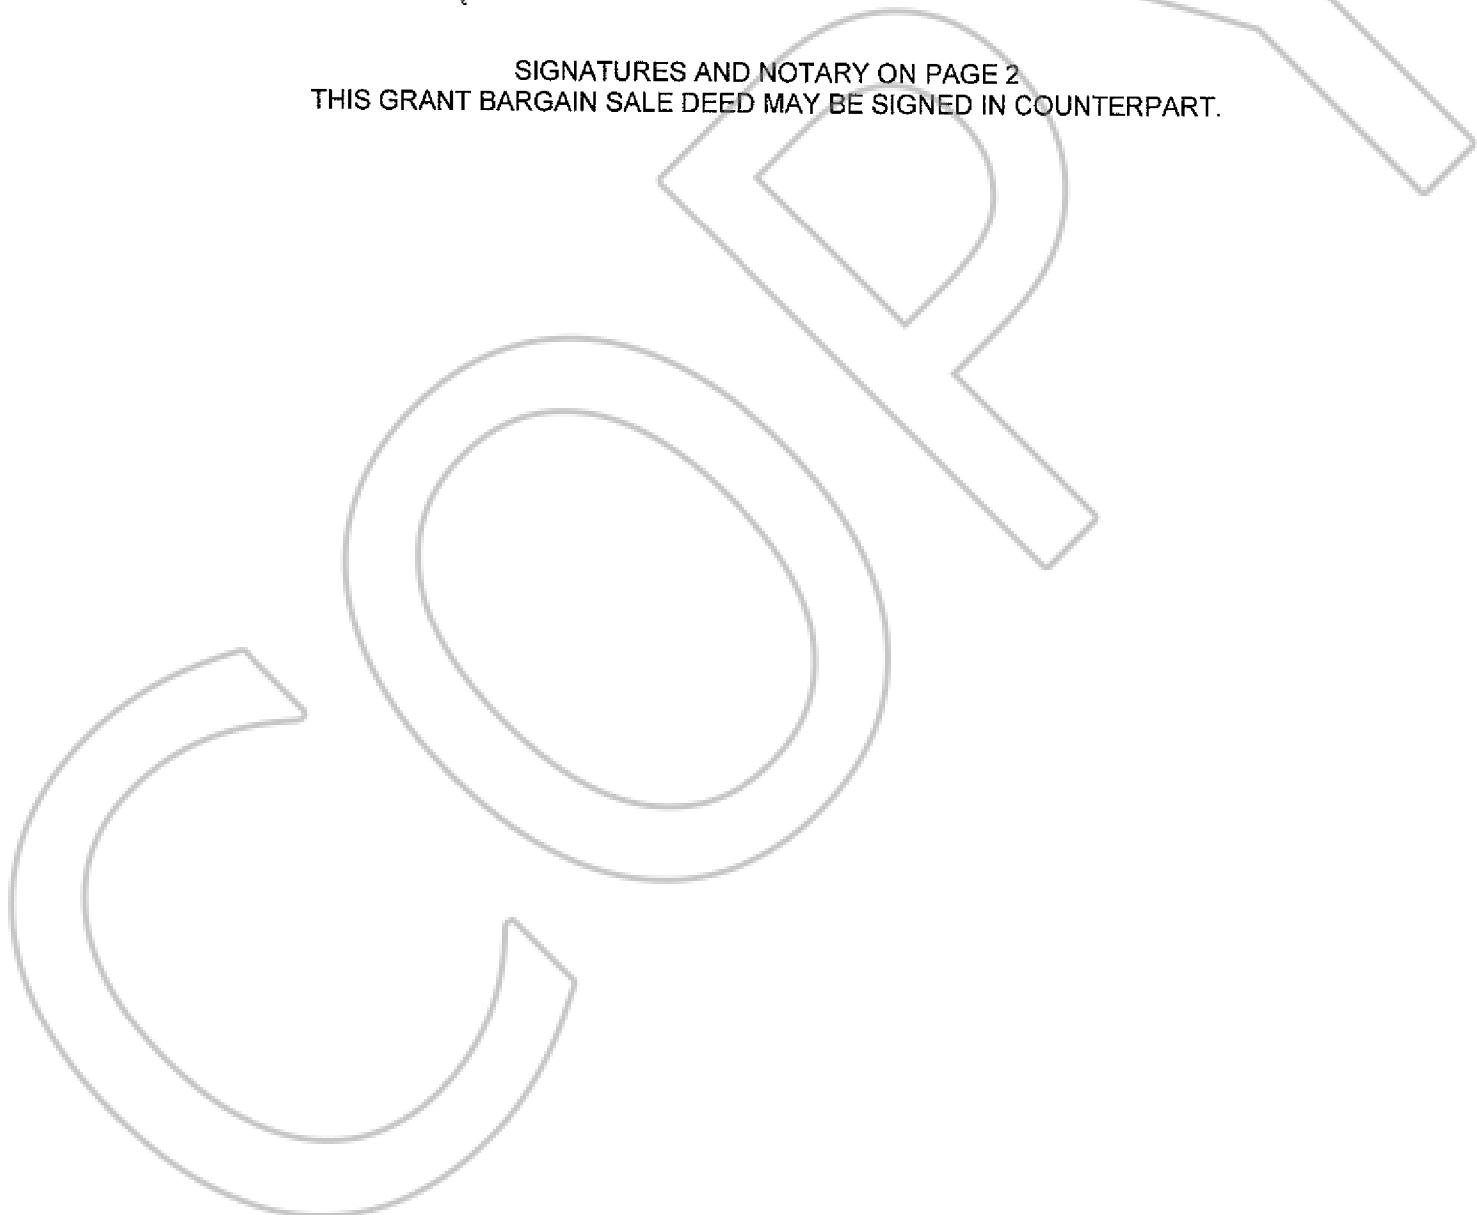 SIGNATURES AND NOTARY ON PAGE 2
THIS GRANT BARGAIN SALE DEED MAY BE SIGNED IN COUNTERPART.
COPY